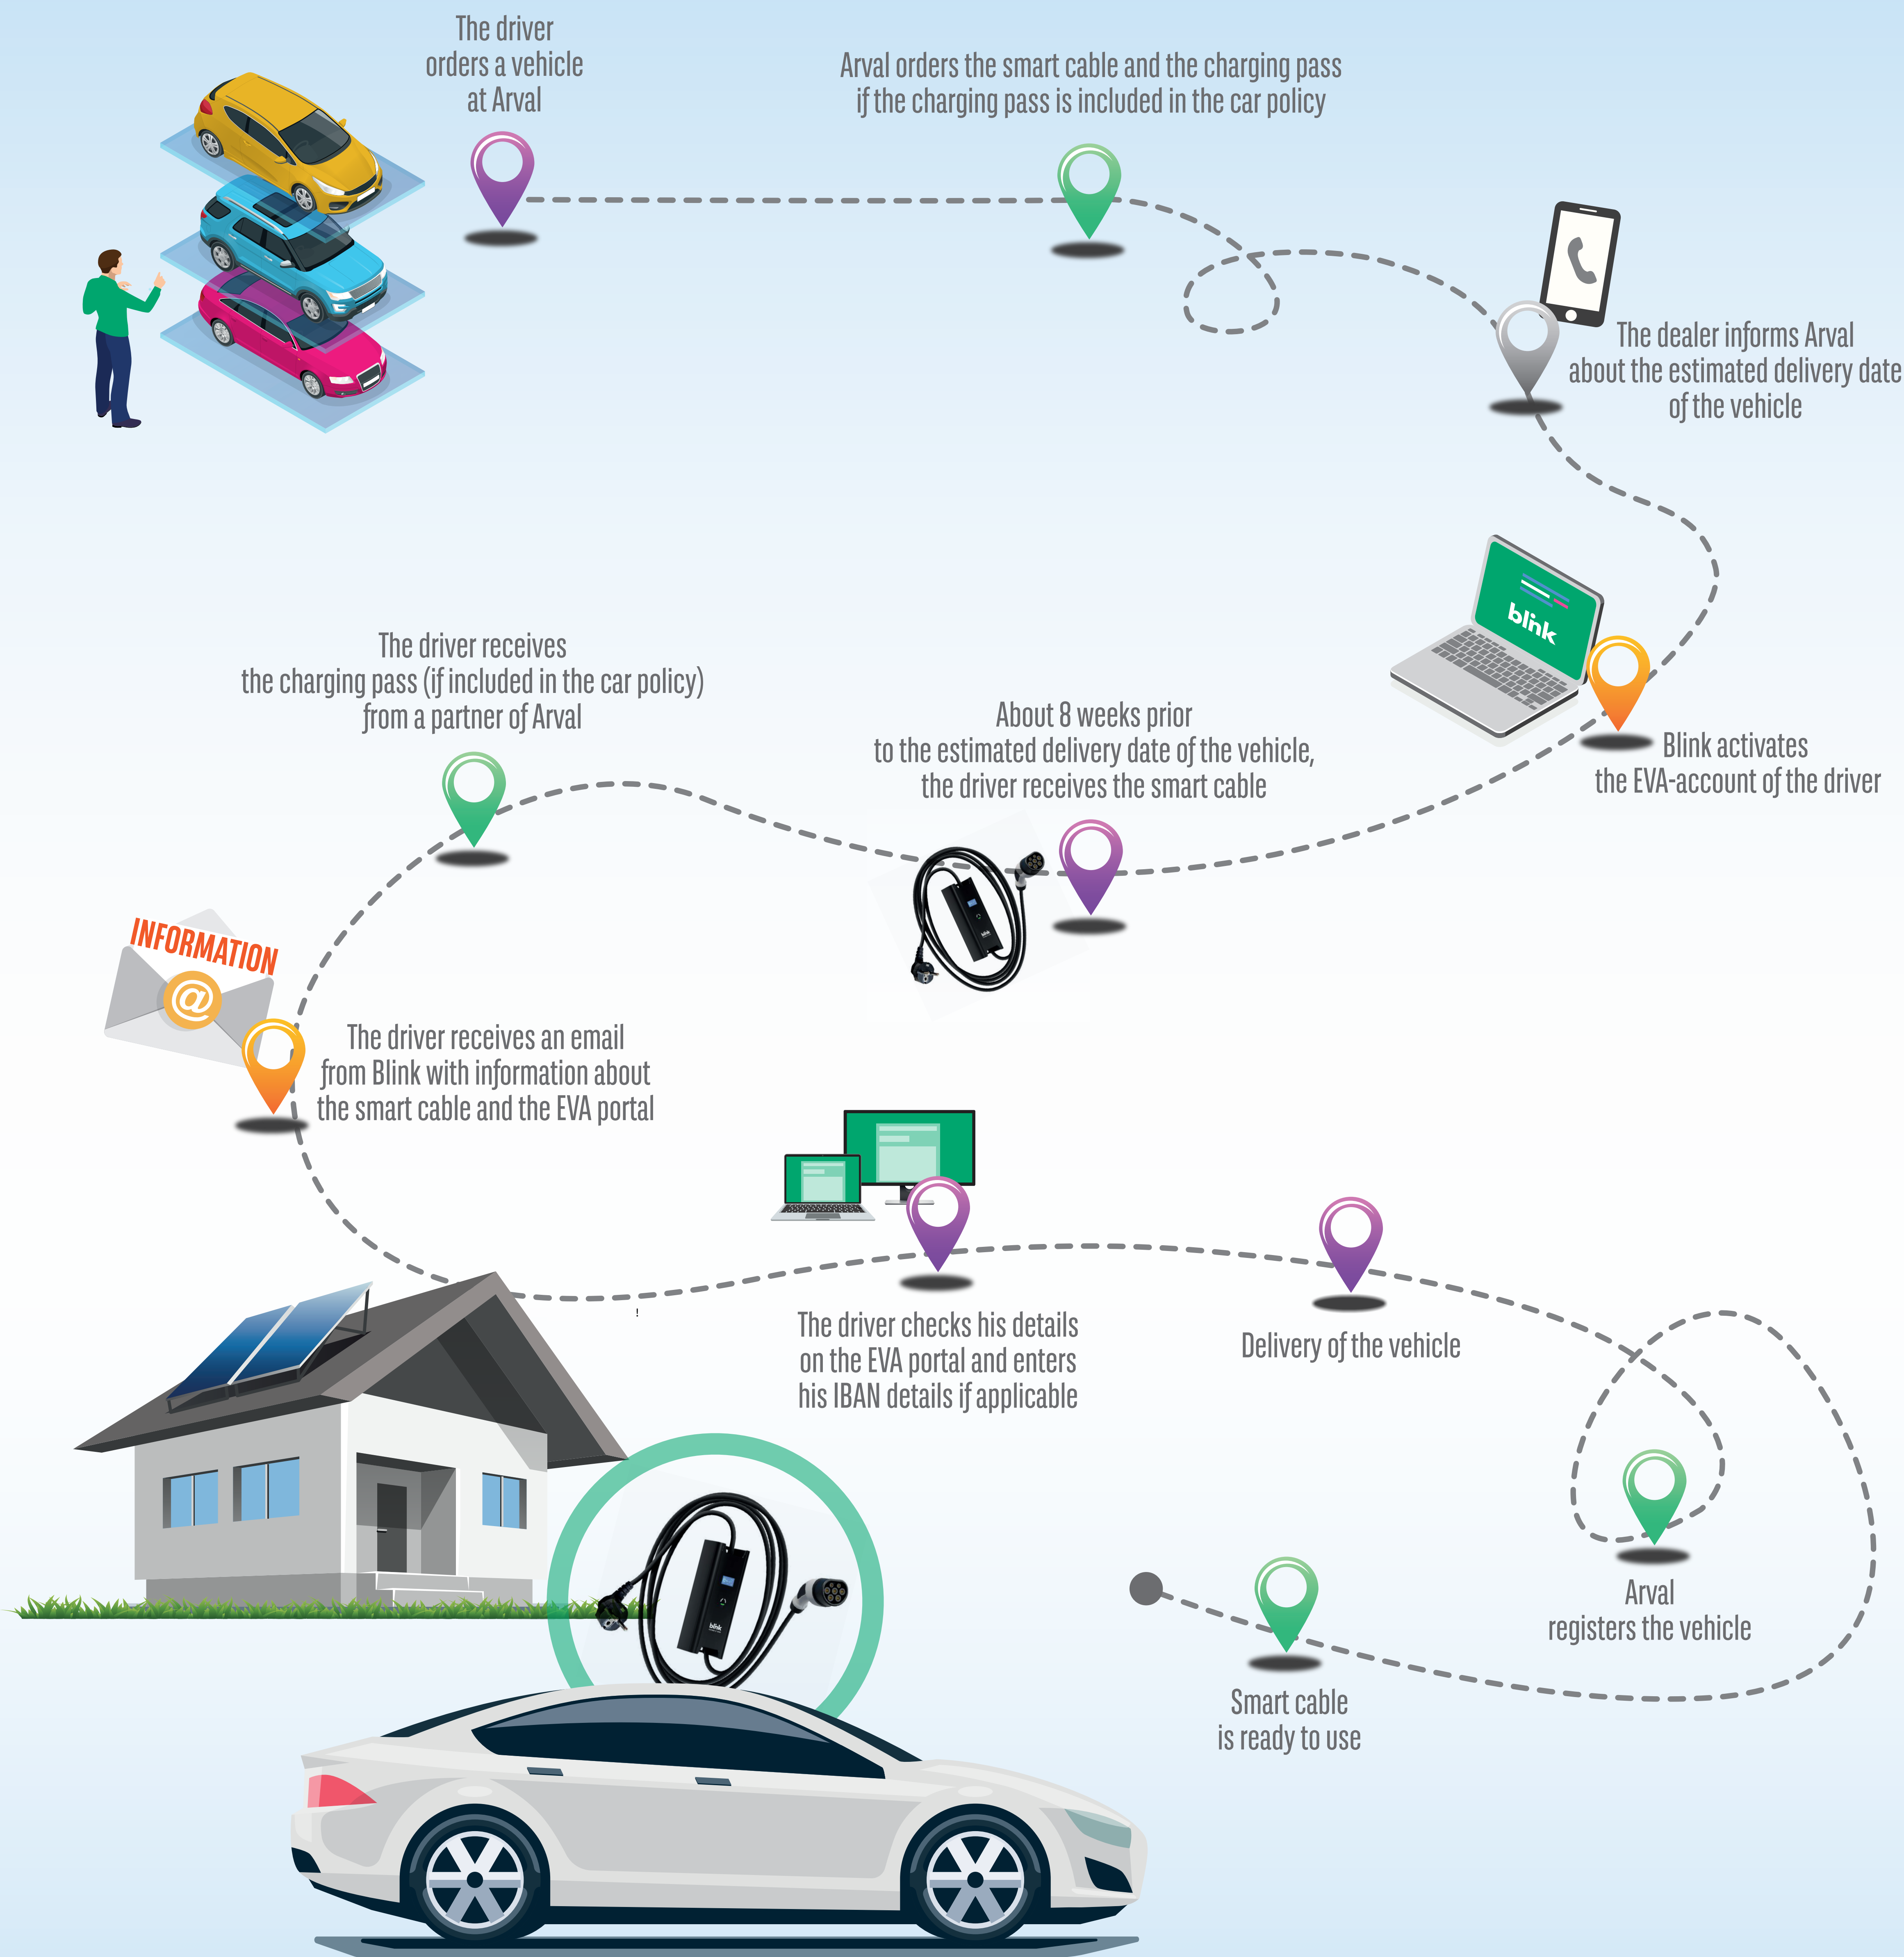 The driver
orders a vehicle
at Arval
Arval orders the smart cable and the charging pass
if the charging pass is included in the car policy
The dealer informs Arval
about the estimated delivery date
of the vehicle
blink
Blink activates
the EVA-account of the driver
About 8 weeks prior
to the estimated delivery date of the vehicle,
the driver receives the smart cable
The driver receives
the charging pass (if included in the car policy)
from a partner of Arval
INFORMATION
@
The driver receives an email
from Blink with information about
the smart cable and the EVA portal
!
The driver checks his details
on the EVA portal and enters
his IBAN details if applicable
Delivery of the vehicle
Arval
registers the vehicle
Smart cable
is ready to use
blink